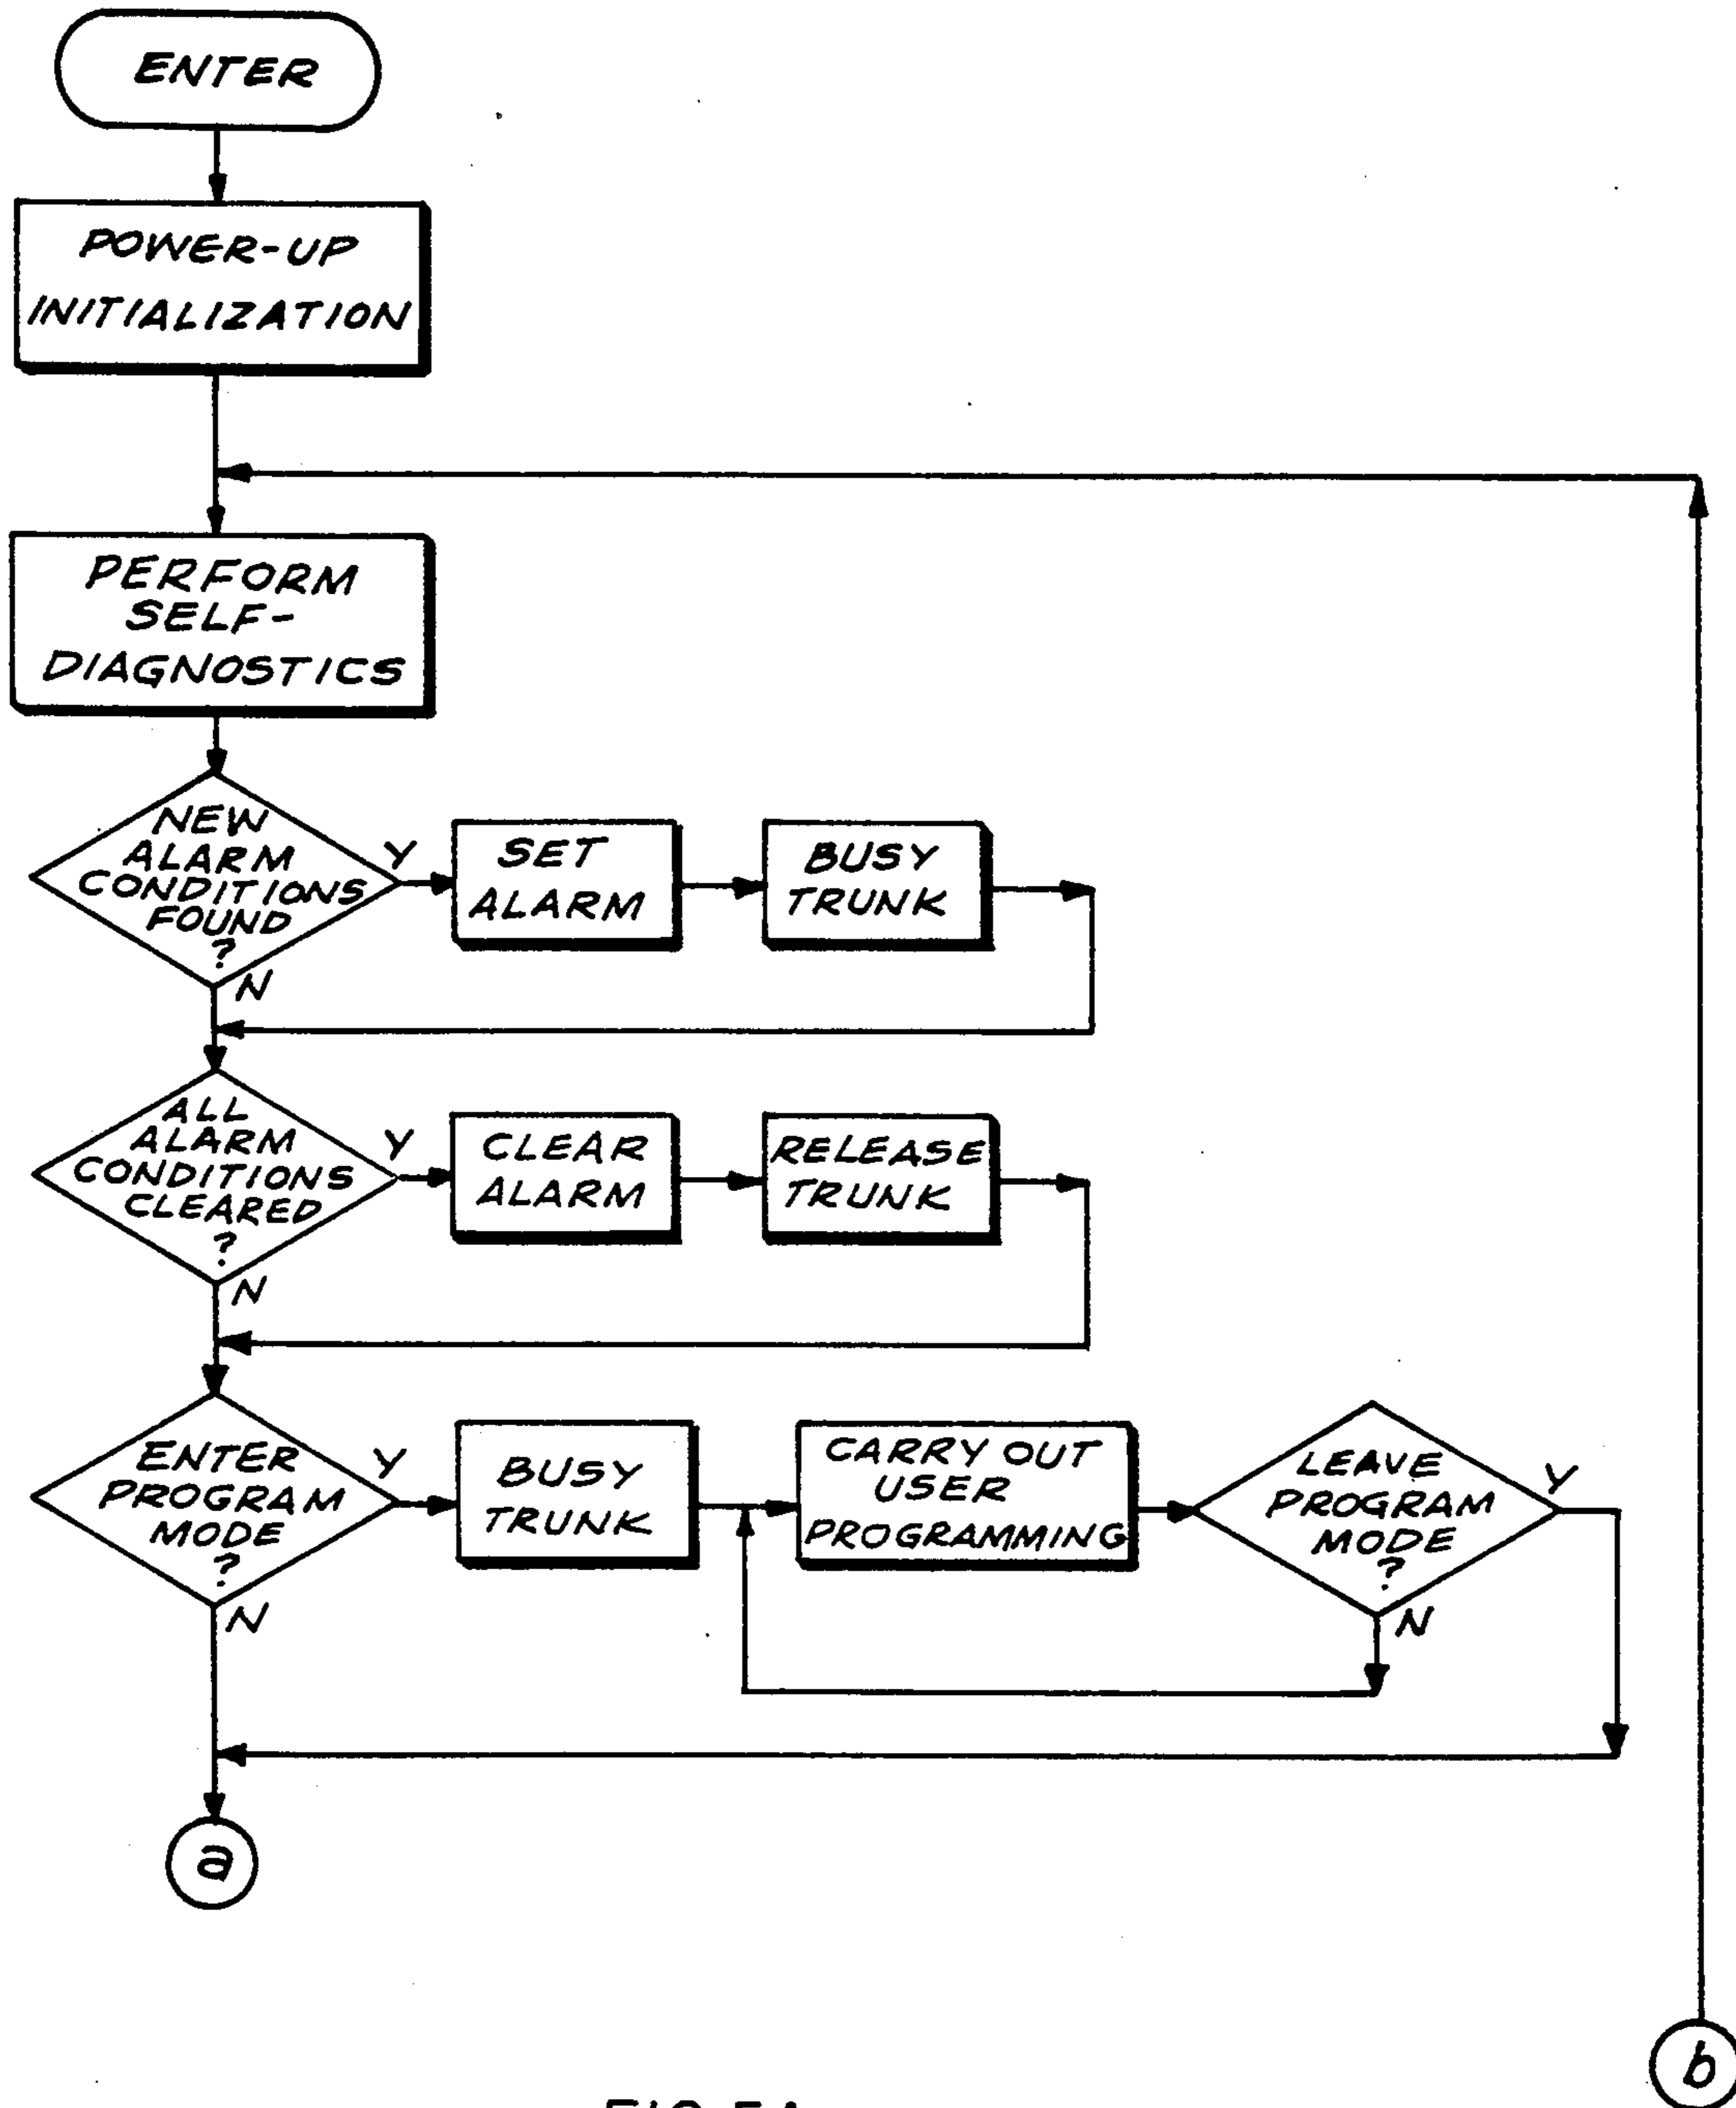 ENTER
POWER-UP
INITIALIZATION
PERFORM
SELF-
DIAGNOSTICS
NEW
ALARM
CONDITIONS
FOUND
?
Y
N
SET
ALARM
BUSY
TRUNK
ALL
ALARM
CONDITIONS
CLEARED
?
Y
N
CLEAR
ALARM
RELEASE
TRUNK
ENTER
PROGRAM
MODE
?
Y
N
BUSY
TRUNK
CARRY OUT
USER
PROGRAMMING
LEAVE
PROGRAM
MODE
?
Y
N
a
b